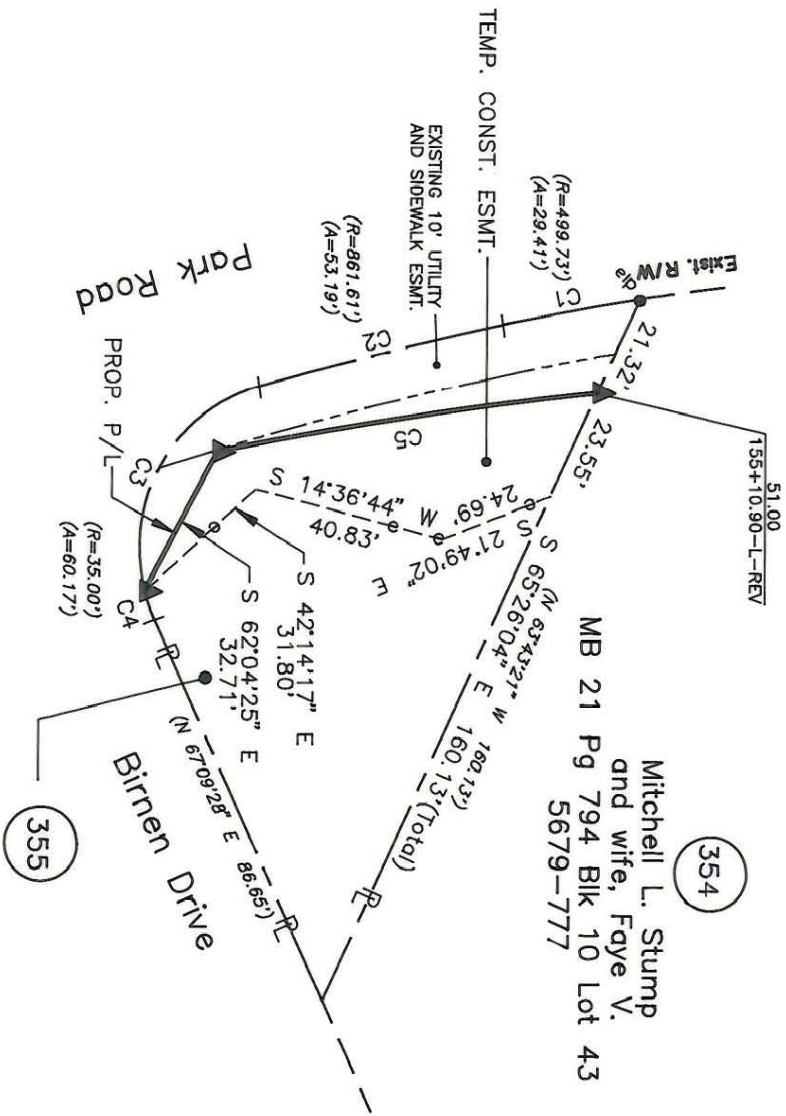 354
Mitchell L. Stump
and wife, Faye V.
MB 21 Pg 794 Blk 10 Lot 43
5679-777
51.00
155+10.90-L-REV
Exist. R/W
eip
21.32'
23.55'
(N 63°43'21" W 160.13')
S 65°26'04" E 160.13'(Total)
PL
TEMP. CONST. ESMT.
EXISTING 10' UTILITY
AND SIDEWALK ESMT.
C1
(R=499.73')
(A=29.41')
C2
(R=861.61')
(A=53.19')
Park Road
C5
S 21°49'02" E
24.69'
S 14°36'44" W
40.83'
S 42°14'17" E
31.80'
S 62°04'25" E
32.71'
PROP. P/L
C3
C4
(R=35.00')
(A=60.17')
PL
(N 67°09'28" E 86.65')
PL
Birnen Drive
355